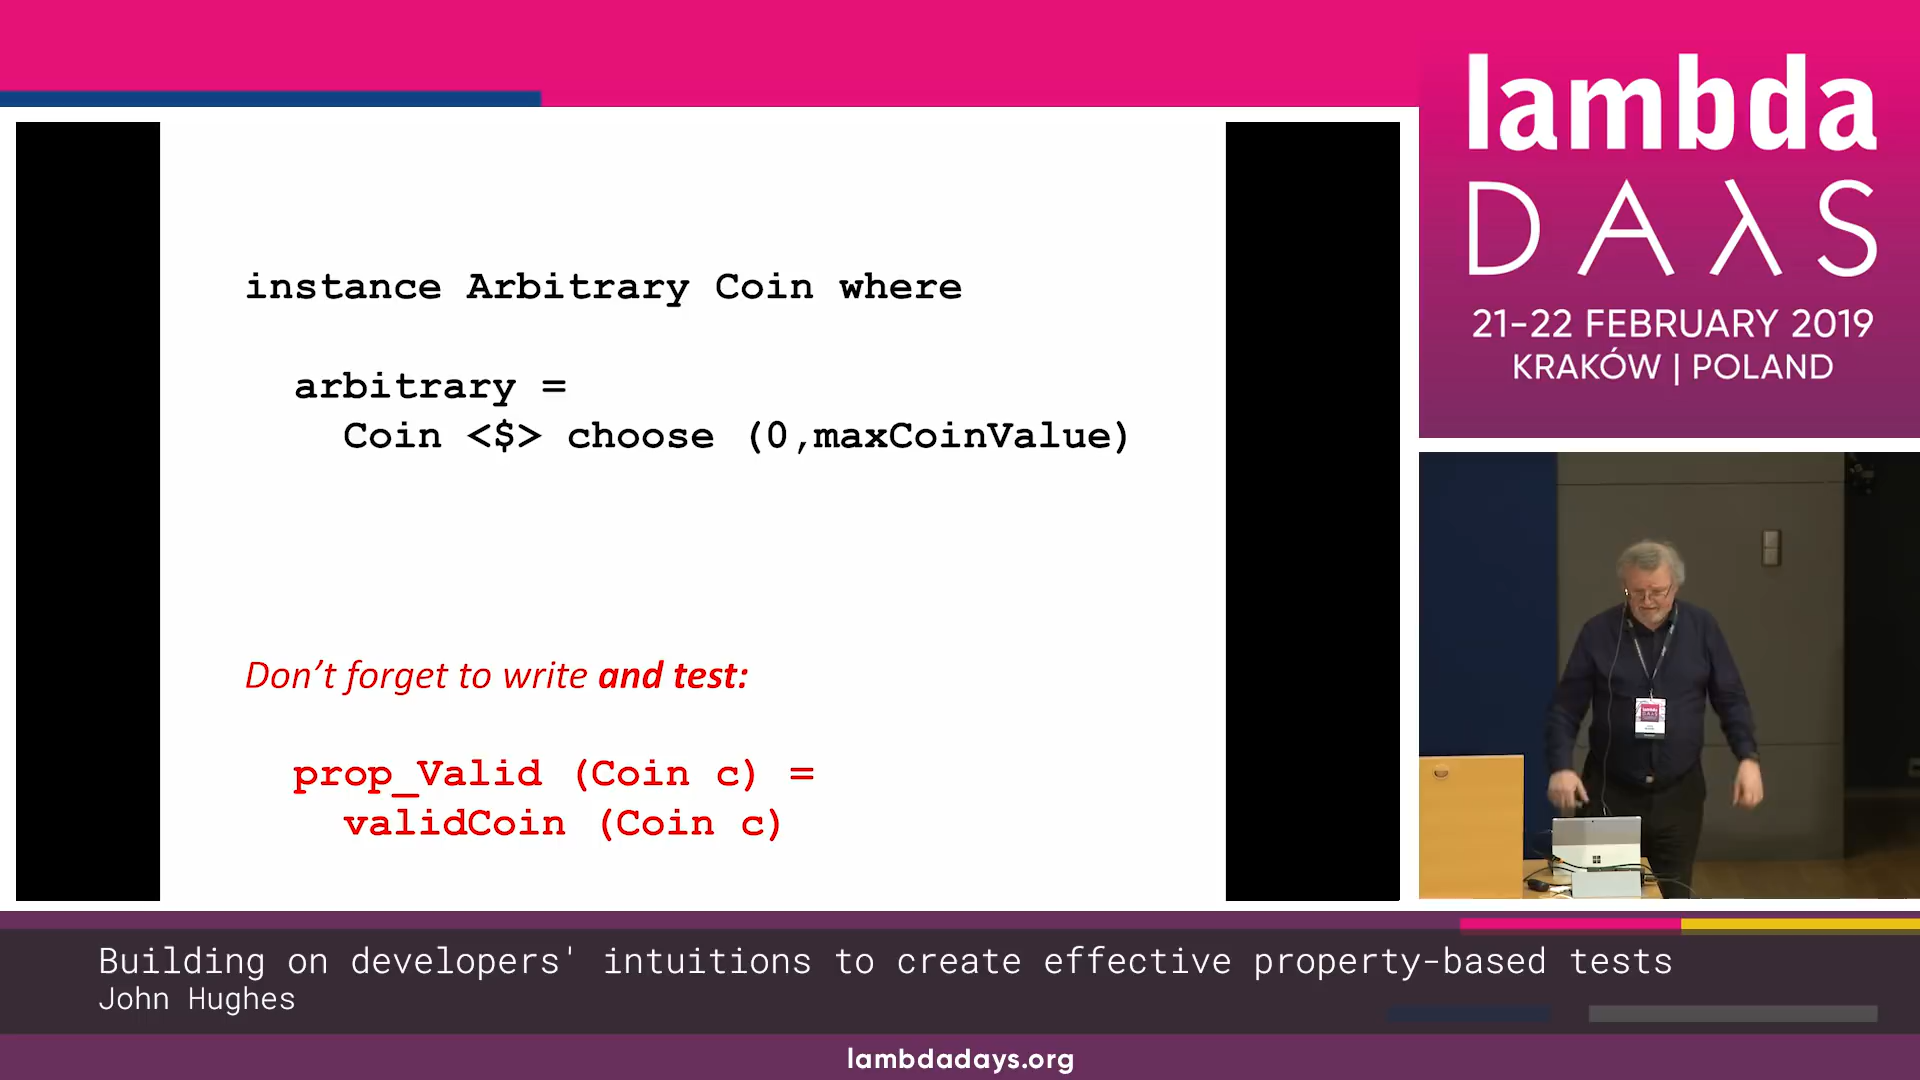 instance Arbitrary Coin where
arbitrary =
Coin <$> choose (0,maxCoinValue)
Don't forget to write and test:
prop_Valid (Coin c) =
validCoin (Coin c)
lambda
DAλS
21-22 FEBRUARY 2019
KRAKÓW | POLAND
lambda
DAλS
Building on developers' intuitions to create effective property-based tests
John Hughes
lambdadays.org